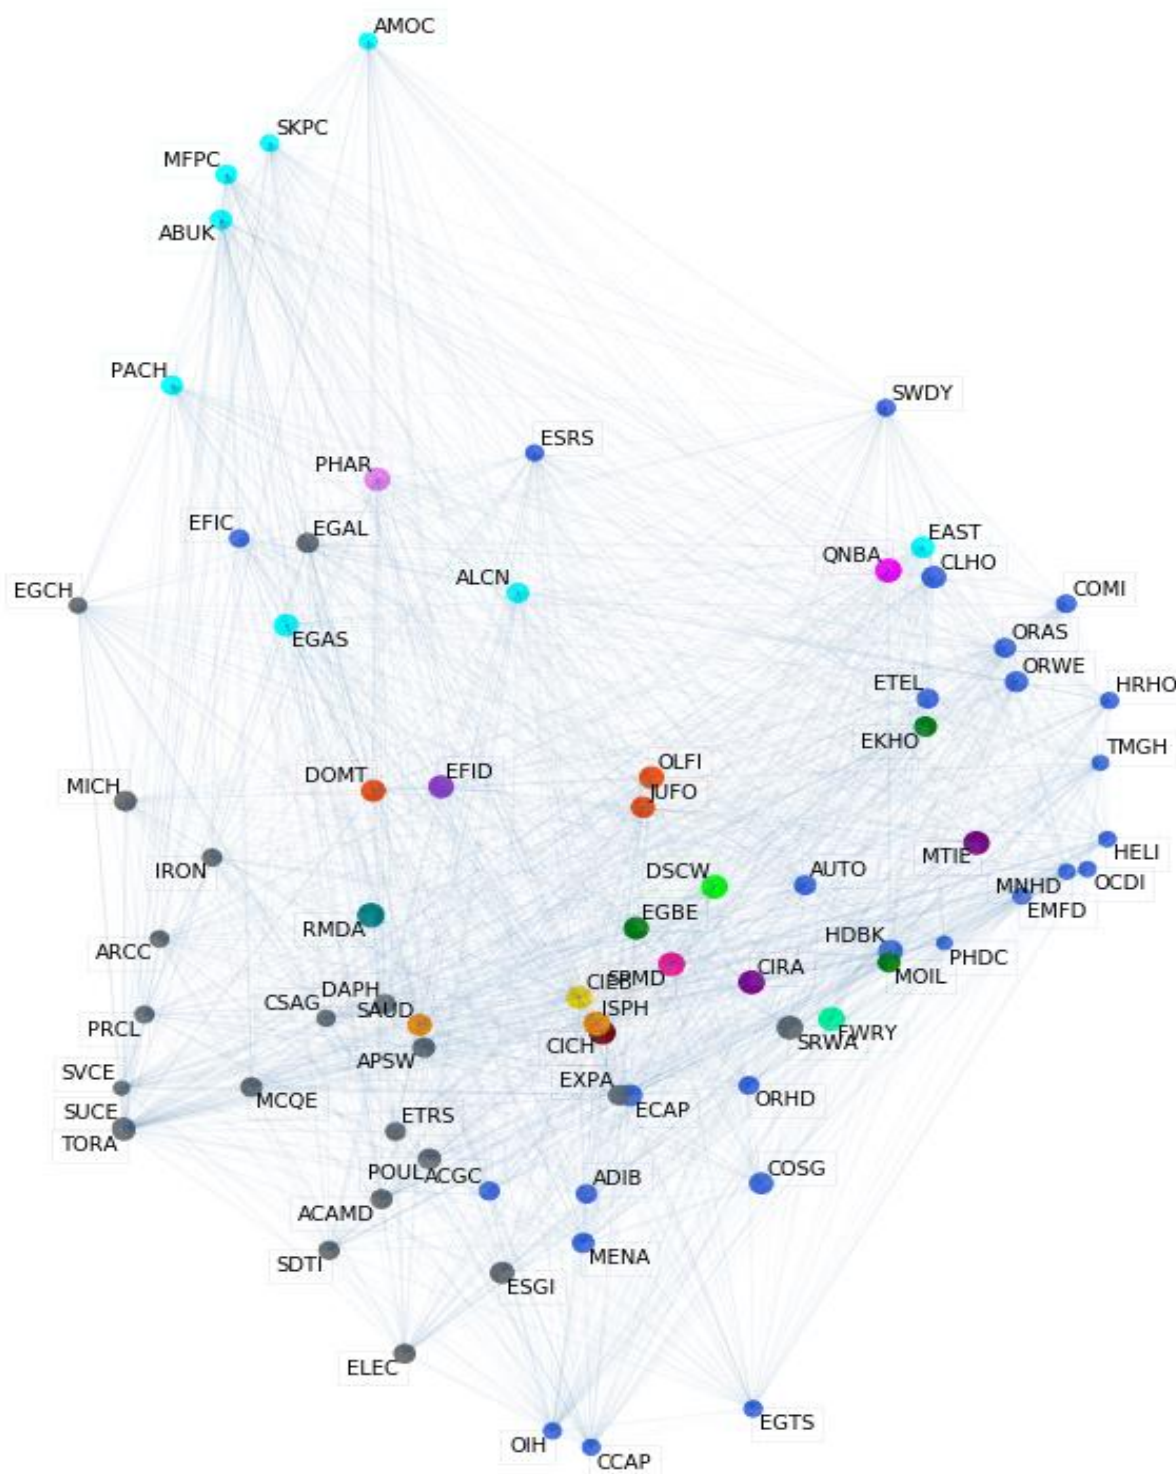 AMOC
SKPC
MFPC
ABUK
PACH
SWDY
ESRS
PHAR
EFIC
EGAL
EAST
QNBA
CLHO
ALCN
EGCH
COMI
EGAS
ORAS
ORWE
ETEL
HRHO
EKHO
TMGH
OLFI
DOMT
EFID
MICH
JUFO
MTIE
HELI
IRON
DSCW
AUTO
MNHD
OCDI
EMFD
EGBE
RMDA
HDBK
ARCC
PHDC
SPMD
CIRA
MOIL
CIEB
DAPH
CSAG
SAUD
ISPH
PRCL
CICH
SRWA
FWRY
APSW
SVCE
EXPA
MCQE
ECAP
ORHD
SUCE
ETRS
TORA
POUL
ACGC
ADIB
COSG
ACAMD
SDTI
MENA
ESGI
ELEC
EGTS
OIH
CCAP